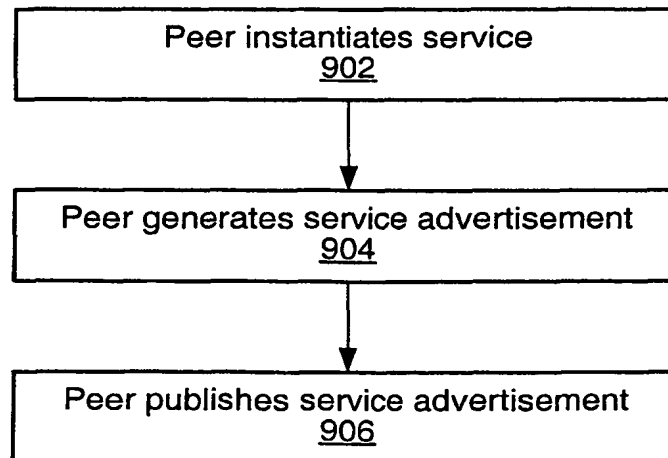 Peer instantiates service
902
Peer generates service advertisement
904
Peer publishes service advertisement
906